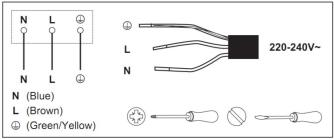 N L ⏚
N (Blue)
L (Brown)
⏚ (Green/Yellow)
⏚
L
N
220-240V~